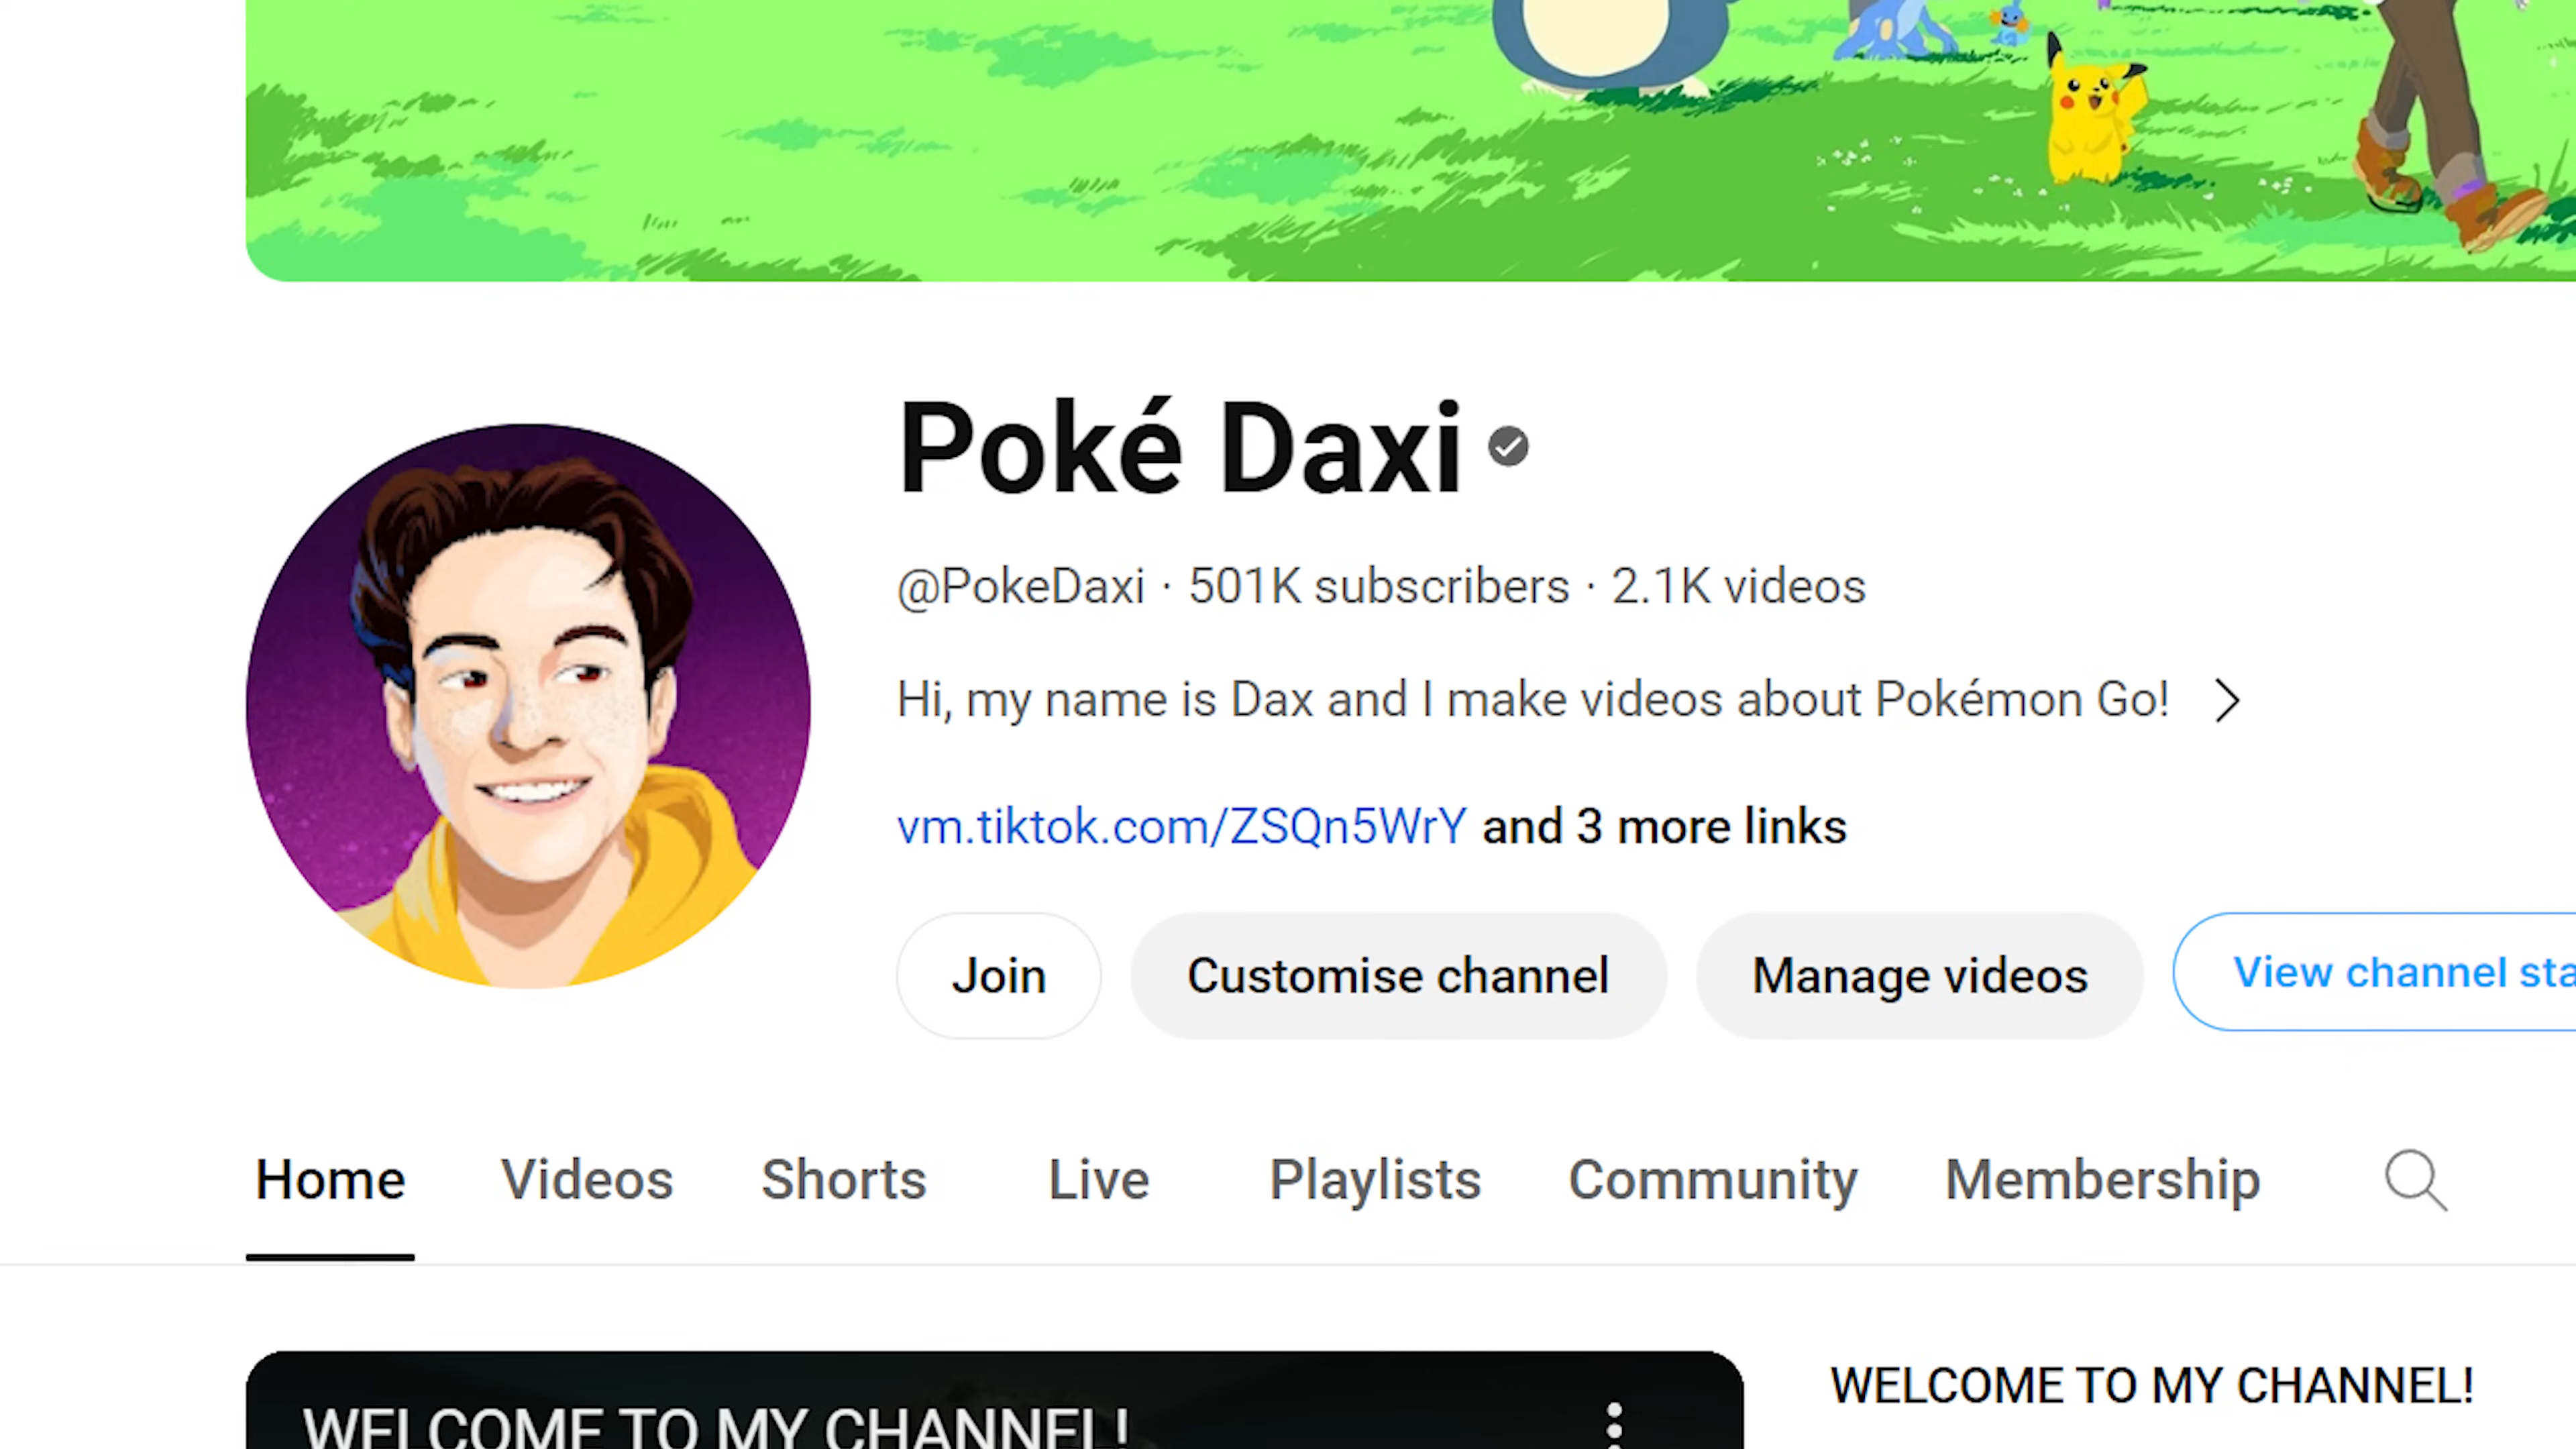 Poké Daxi
@PokeDaxi · 501K subscribers · 2.1K videos
Hi, my name is Dax and I make videos about Pokémon Go!
vm.tiktok.com/ZSQn5WrY and 3 more links
Join Customise channel Manage videos View channel
Home Videos Shorts Live Playlists Community Membership
WELCOME TO MY CHANNEL!
WELCOME TO MY CHANNEL!